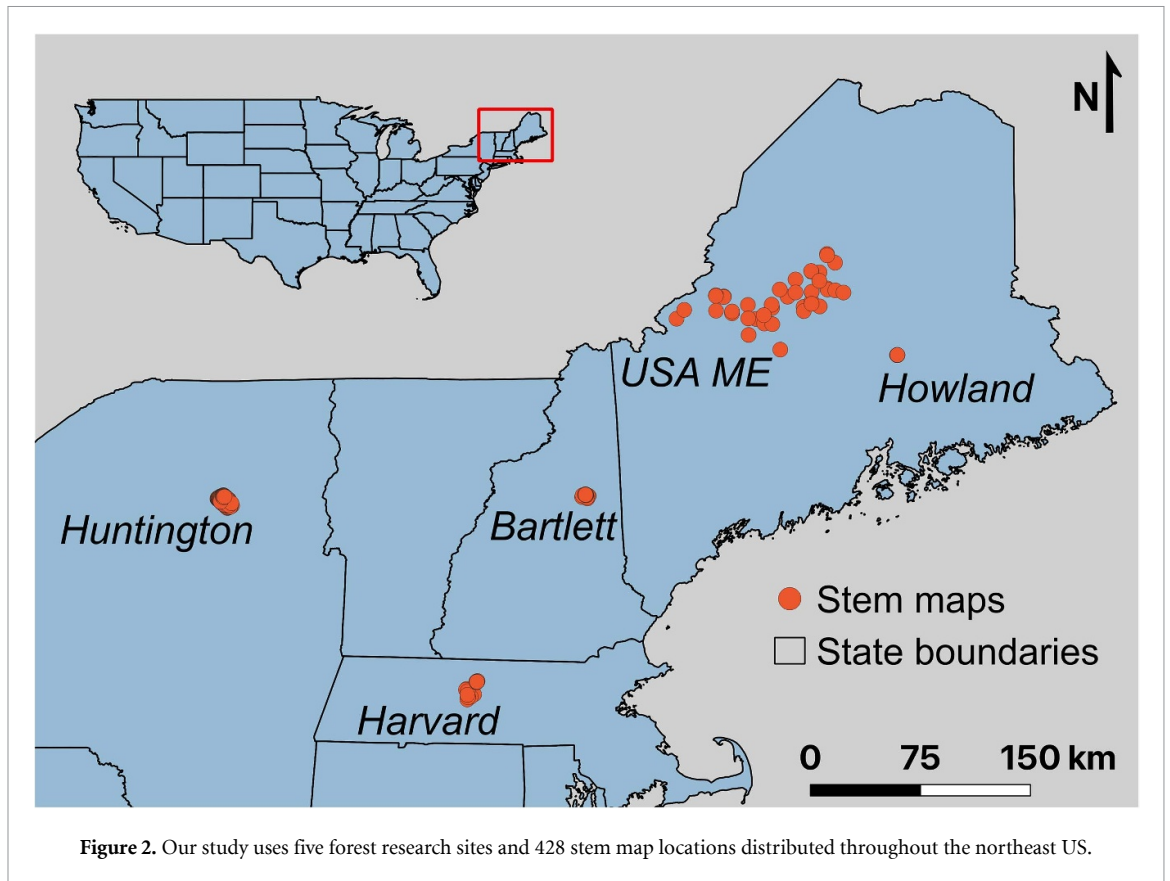 N
USA ME
Howland
Huntington
Bartlett
Stem maps
State boundaries
Harvard
0 75 150 km
Figure 2. Our study uses five forest research sites and 428 stem map locations distributed throughout the northeast US.